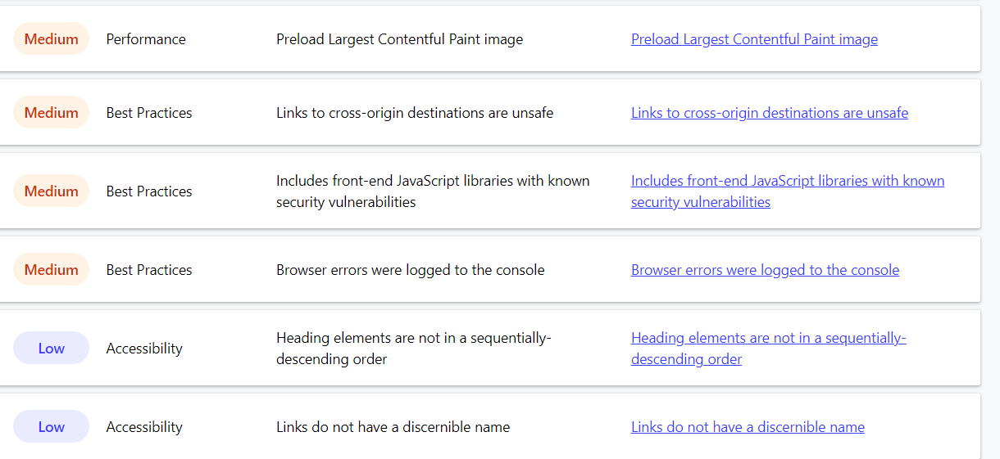 Medium Performance Preload Largest Contentful Paint image Preload Largest Contentful Paint image
Medium Best Practices Links to cross-origin destinations are unsafe Links to cross-origin destinations are unsafe
Medium Best Practices Includes front-end JavaScript libraries with known Includes front-end JavaScript libraries with known
security vulnerabilities security vulnerabilities
Medium Best Practices Browser errors were logged to the console Browser errors were logged to the console
Low Accessibility Heading elements are not in a sequentially- Heading elements are not in a sequentially-
descending order descending order
Low Accessibility Links do not have a discernible name Links do not have a discernible name